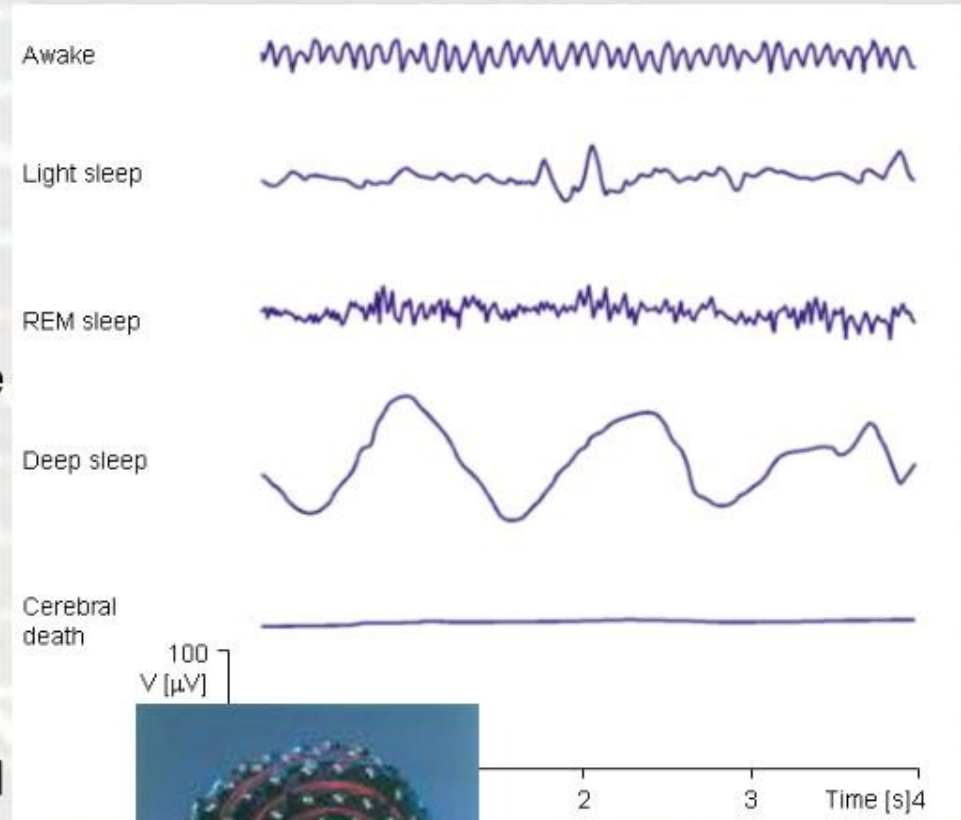 Awake
Light sleep
REM sleep
Deep sleep
Cerebral
death
100
V [µV]
2 3 Time [s]4